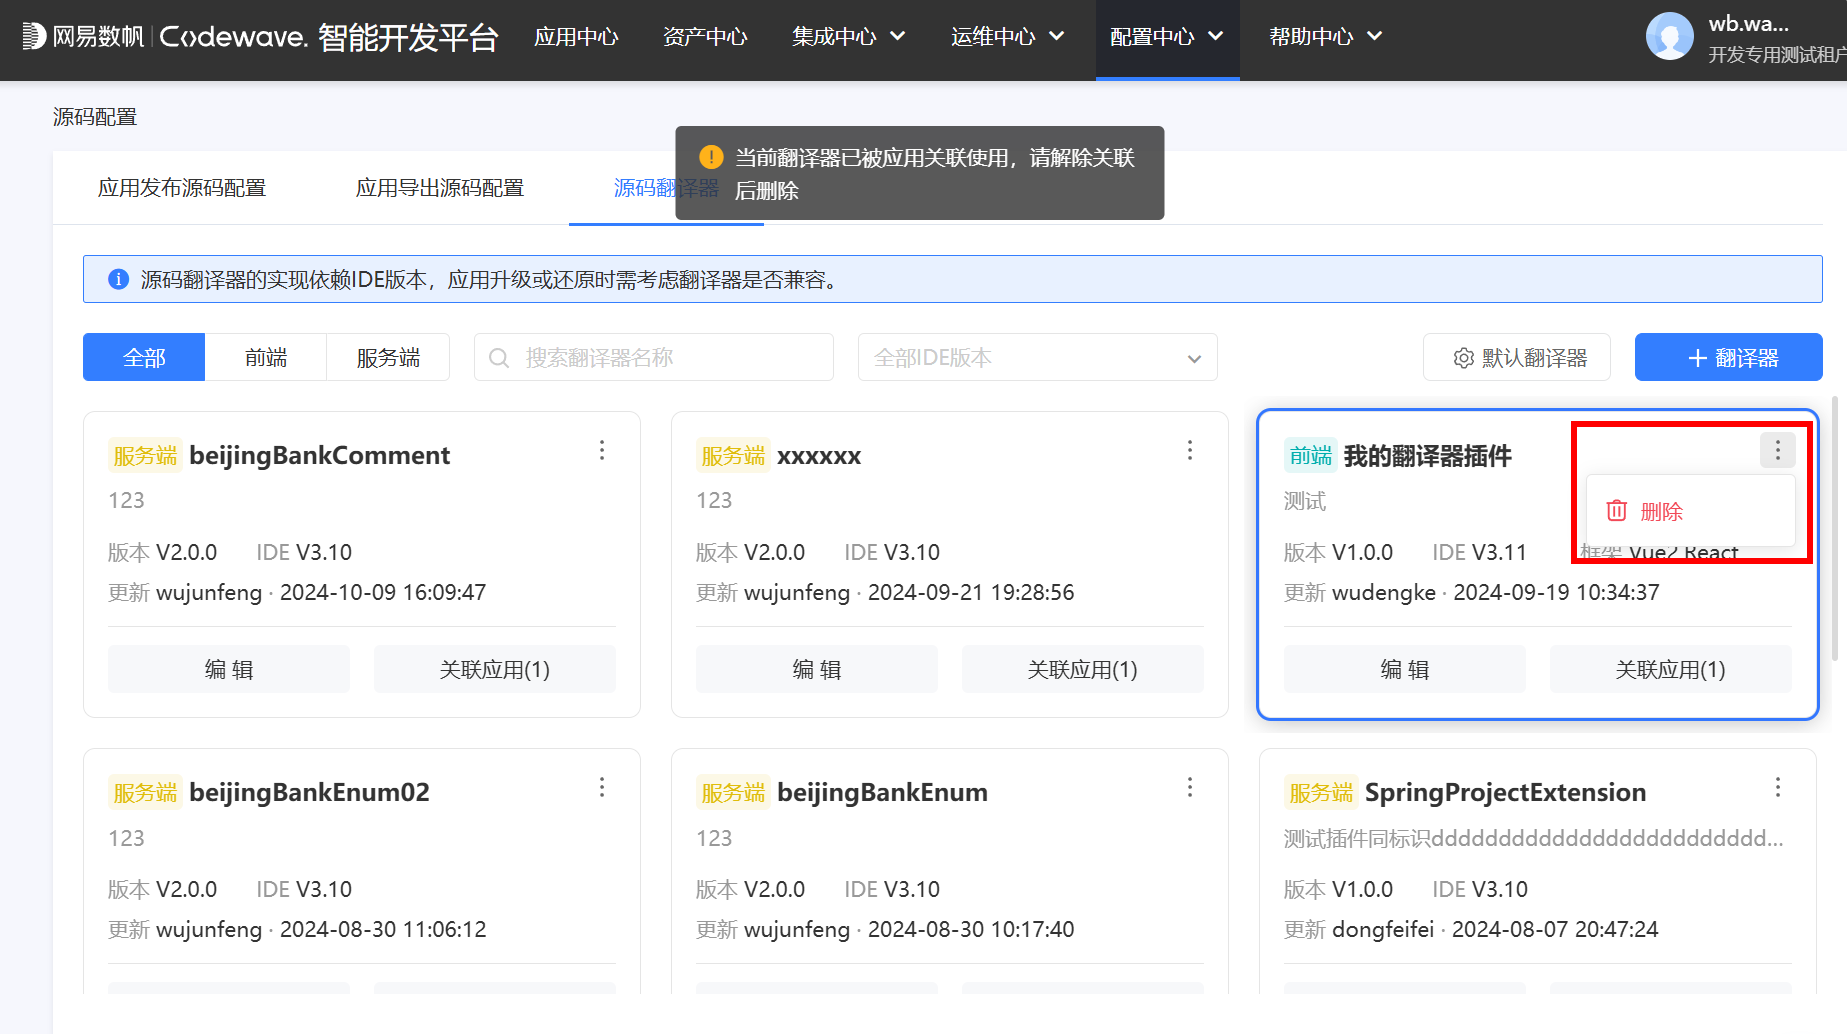 网易数帆 Codewave. 智能开发平台 应用中心 资产中心 集成中心 运维中心 配置中心 帮助中心 wb.wa...
开发专用测试租户
源码配置
当前翻译器已被应用关联使用，请解除关联
后删除
应用发布源码配置 应用导出源码配置 源码翻译器
源码翻译器的实现依赖IDE版本，应用升级或还原时需考虑翻译器是否兼容。
全部 前端 服务端 搜索翻译器名称 全部IDE版本 默认翻译器 翻译器
服务端 beijingBankComment
123
版本 V2.0.0 IDE V3.10
更新 wujunfeng · 2024-10-09 16:09:47
编 辑 关联应用(1)
服务端 xxxxxx
123
版本 V2.0.0 IDE V3.10
更新 wujunfeng · 2024-09-21 19:28:56
编 辑 关联应用(1)
前端 我的翻译器插件
测试
删除
版本 V1.0.0 IDE V3.11 框架 Vue2 React
更新 wudengke · 2024-09-19 10:34:37
编 辑 关联应用(1)
服务端 beijingBankEnum02
123
版本 V2.0.0 IDE V3.10
更新 wujunfeng · 2024-08-30 11:06:12
服务端 beijingBankEnum
123
版本 V2.0.0 IDE V3.10
更新 wujunfeng · 2024-08-30 10:17:40
服务端 SpringProjectExtension
测试插件同标识ddddddddddddddddddddddddd...
版本 V1.0.0 IDE V3.10
更新 dongfeifei · 2024-08-07 20:47:24